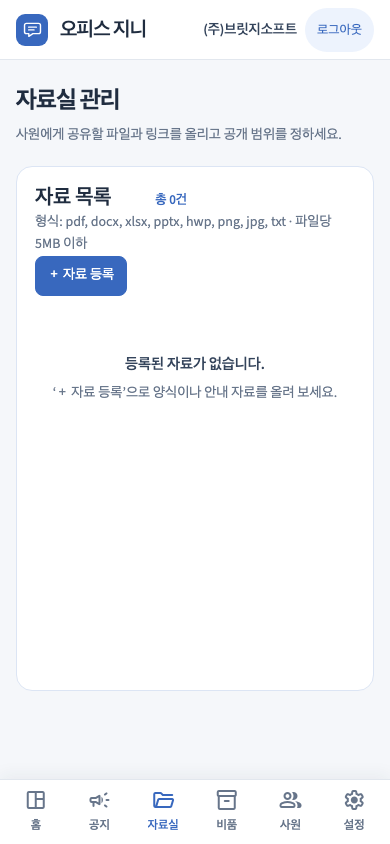 오피스 지니
(주)브릿지소프트
로그아웃
자료실 관리
사원에게 공유할 파일과 링크를 올리고 공개 범위를 정하세요.
자료 목록
총 0건
형식: pdf, docx, xlsx, pptx, hwp, png, jpg, txt · 파일당
5MB 이하
+ 자료 등록
등록된 자료가 없습니다.
‘+ 자료 등록’으로 양식이나 안내 자료를 올려 보세요.
홈
공지
자료실
비품
사원
설정